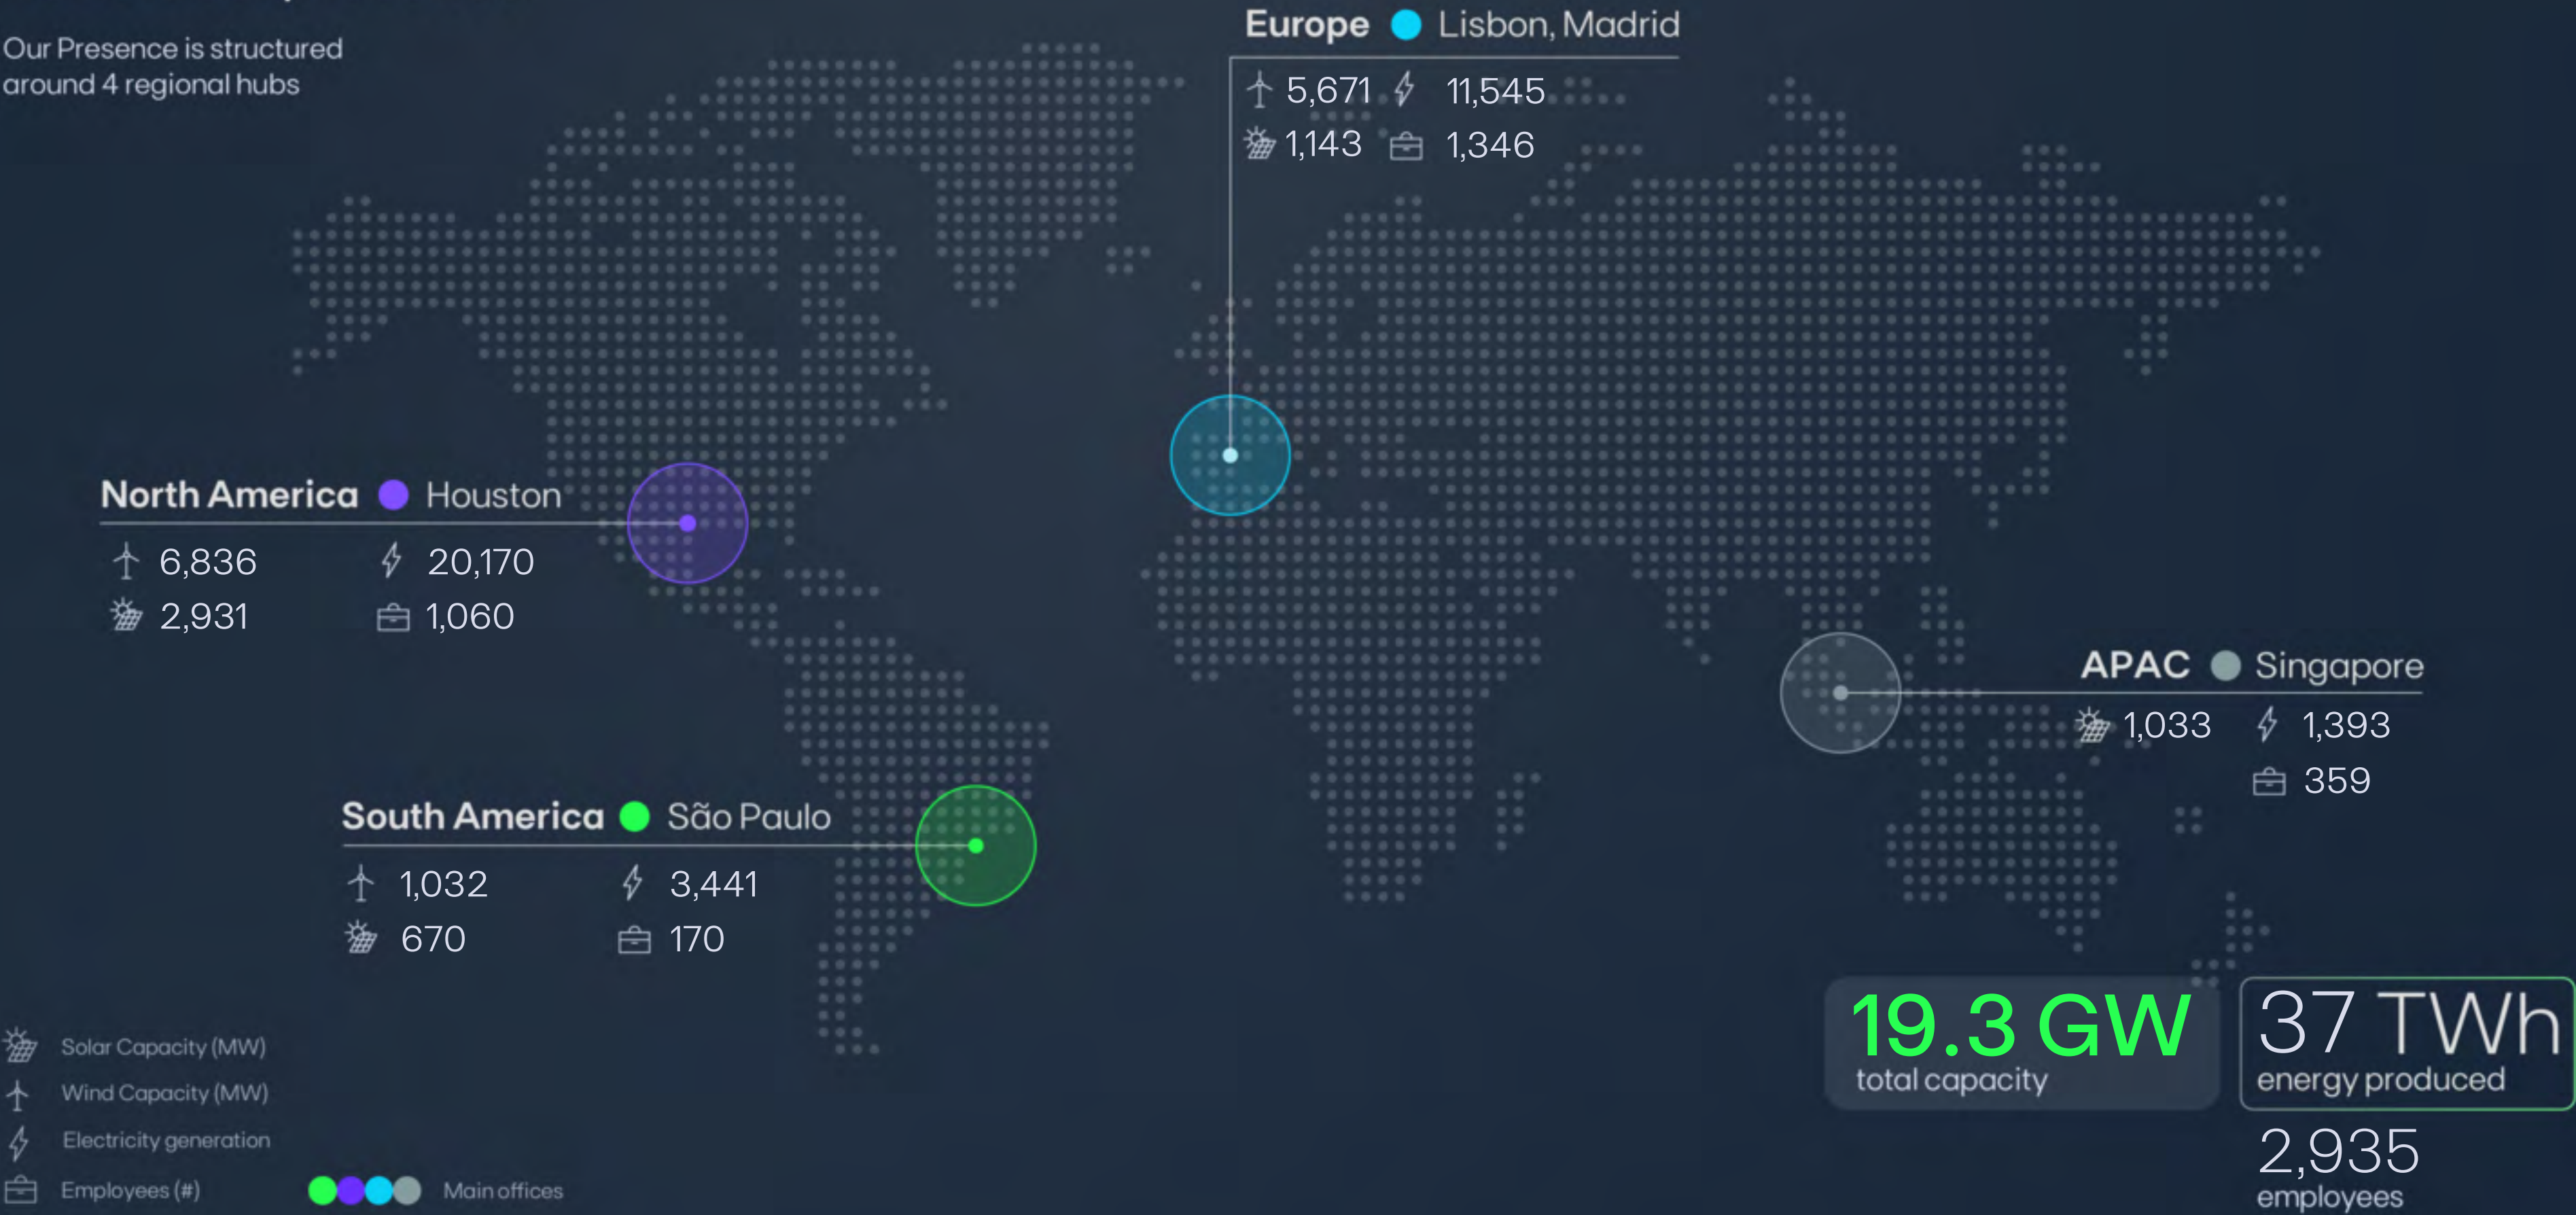 Our Presence is structured
around 4 regional hubs
Europe Lisbon, Madrid
5,671 11,545
1,143 1,346
North America Houston
6,836 20,170
2,931 1,060
APAC Singapore
1,033 1,393
359
South America São Paulo
1,032 3,441
670 170
Solar Capacity (MW)
Wind Capacity (MW)
Electricity generation
Employees (#)
Main offices
19.3 GW
total capacity
37 TWh
energy produced
2,935
employees